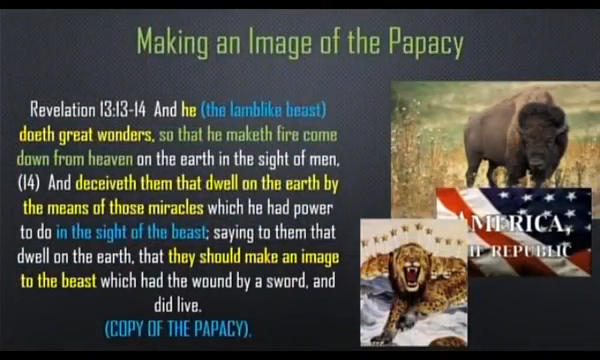 Making an Image of the Papacy
Revelation 13:13-14 And he (the lamblike beast)
doeth great wonders, so that he maketh fire come
down from heaven on the earth in the sight of men,
(14) And deceiveth them that dwell on the earth by
the means of those miracles which he had power
to do in the sight of the beast; saying to them that
dwell on the earth, that they should make an image
to the beast which had the wound by a sword, and
did live.
(COPY OF THE PAPACY).
MERICA,
REPUBLIC